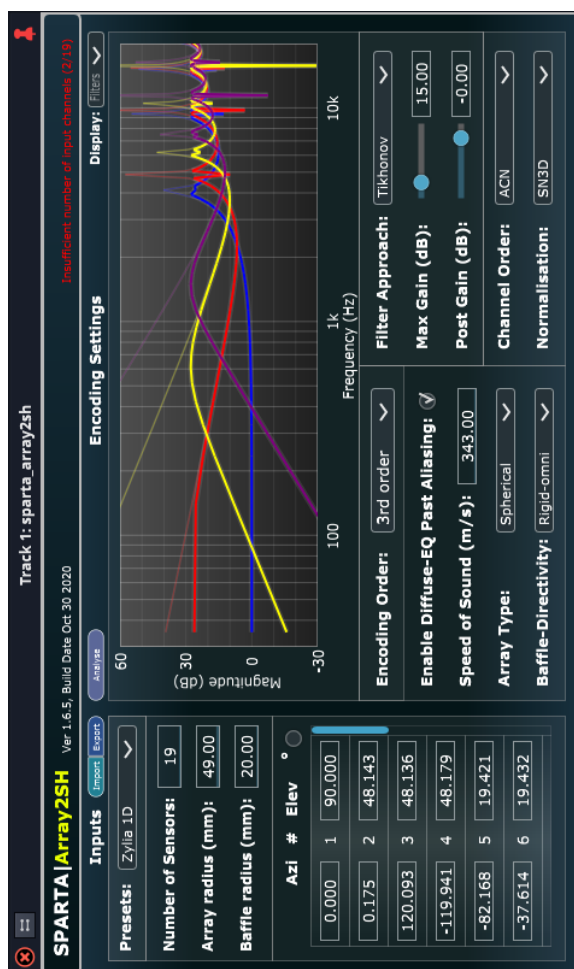 Track 1: sparta_array2sh
SPARTA|Array2SH Ver 1.6.5, Build Date Oct 30 2020 Insufficient number of input channels (2/19)
Inputs Import Export
Presets: Zylia 1D
Number of Sensors: 19
Array radius (mm): 49.00
Baffle radius (mm): 20.00
Azi # Elev °
0.000 1 90.000
0.175 2 48.143
120.093 3 48.136
-119.941 4 48.179
-82.168 5 19.421
-37.614 6 19.432
Analyse Encoding Settings Display: Filters
Magnitude (dB)
60
30
0
-30
100 1k 10k
Frequency (Hz)
Encoding Order: 3rd order
Enable Diffuse-EQ Past Aliasing:
Speed of Sound (m/s): 343.00
Array Type: Spherical
Baffle-Directivity: Rigid-omni
Filter Approach: Tikhonov
Max Gain (dB): 15.00
Post Gain (dB): -0.00
Channel Order: ACN
Normalisation: SN3D